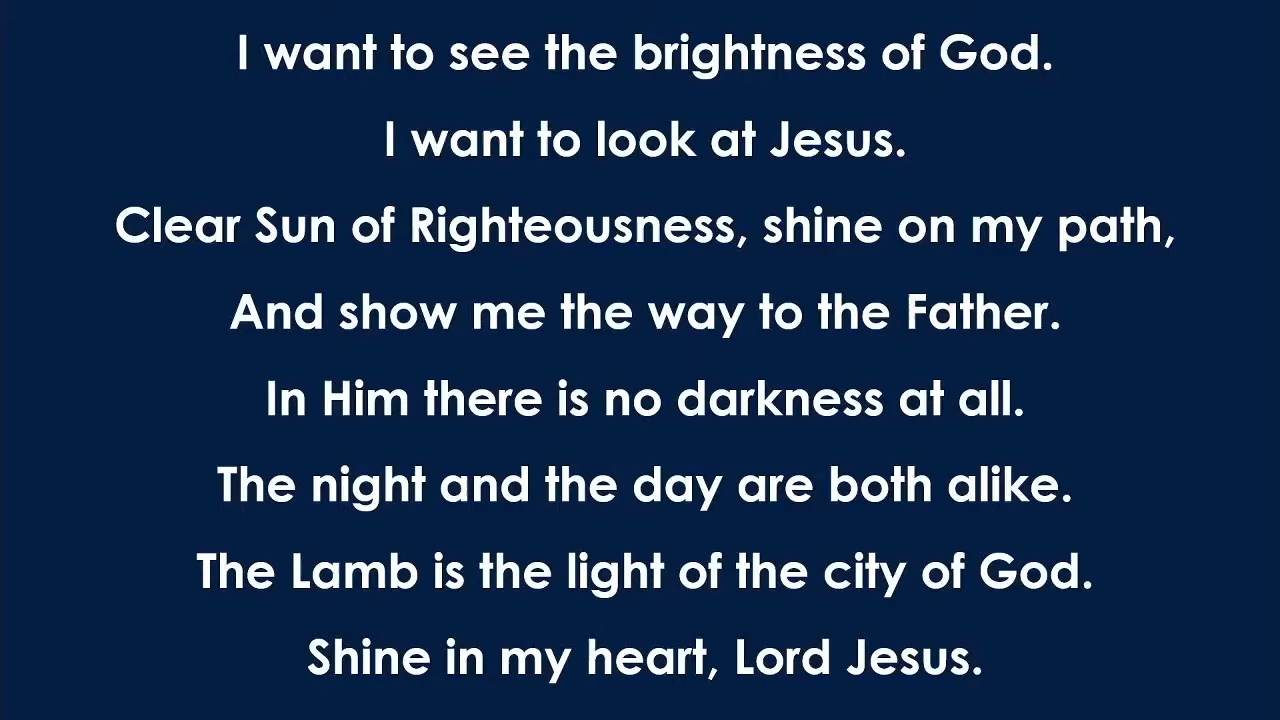 I want to see the brightness of God.
I want to look at Jesus.
Clear Sun of Righteousness, shine on my path,
And show me the way to the Father.
In Him there is no darkness at all.
The night and the day are both alike.
The Lamb is the light of the city of God.
Shine in my heart, Lord Jesus.